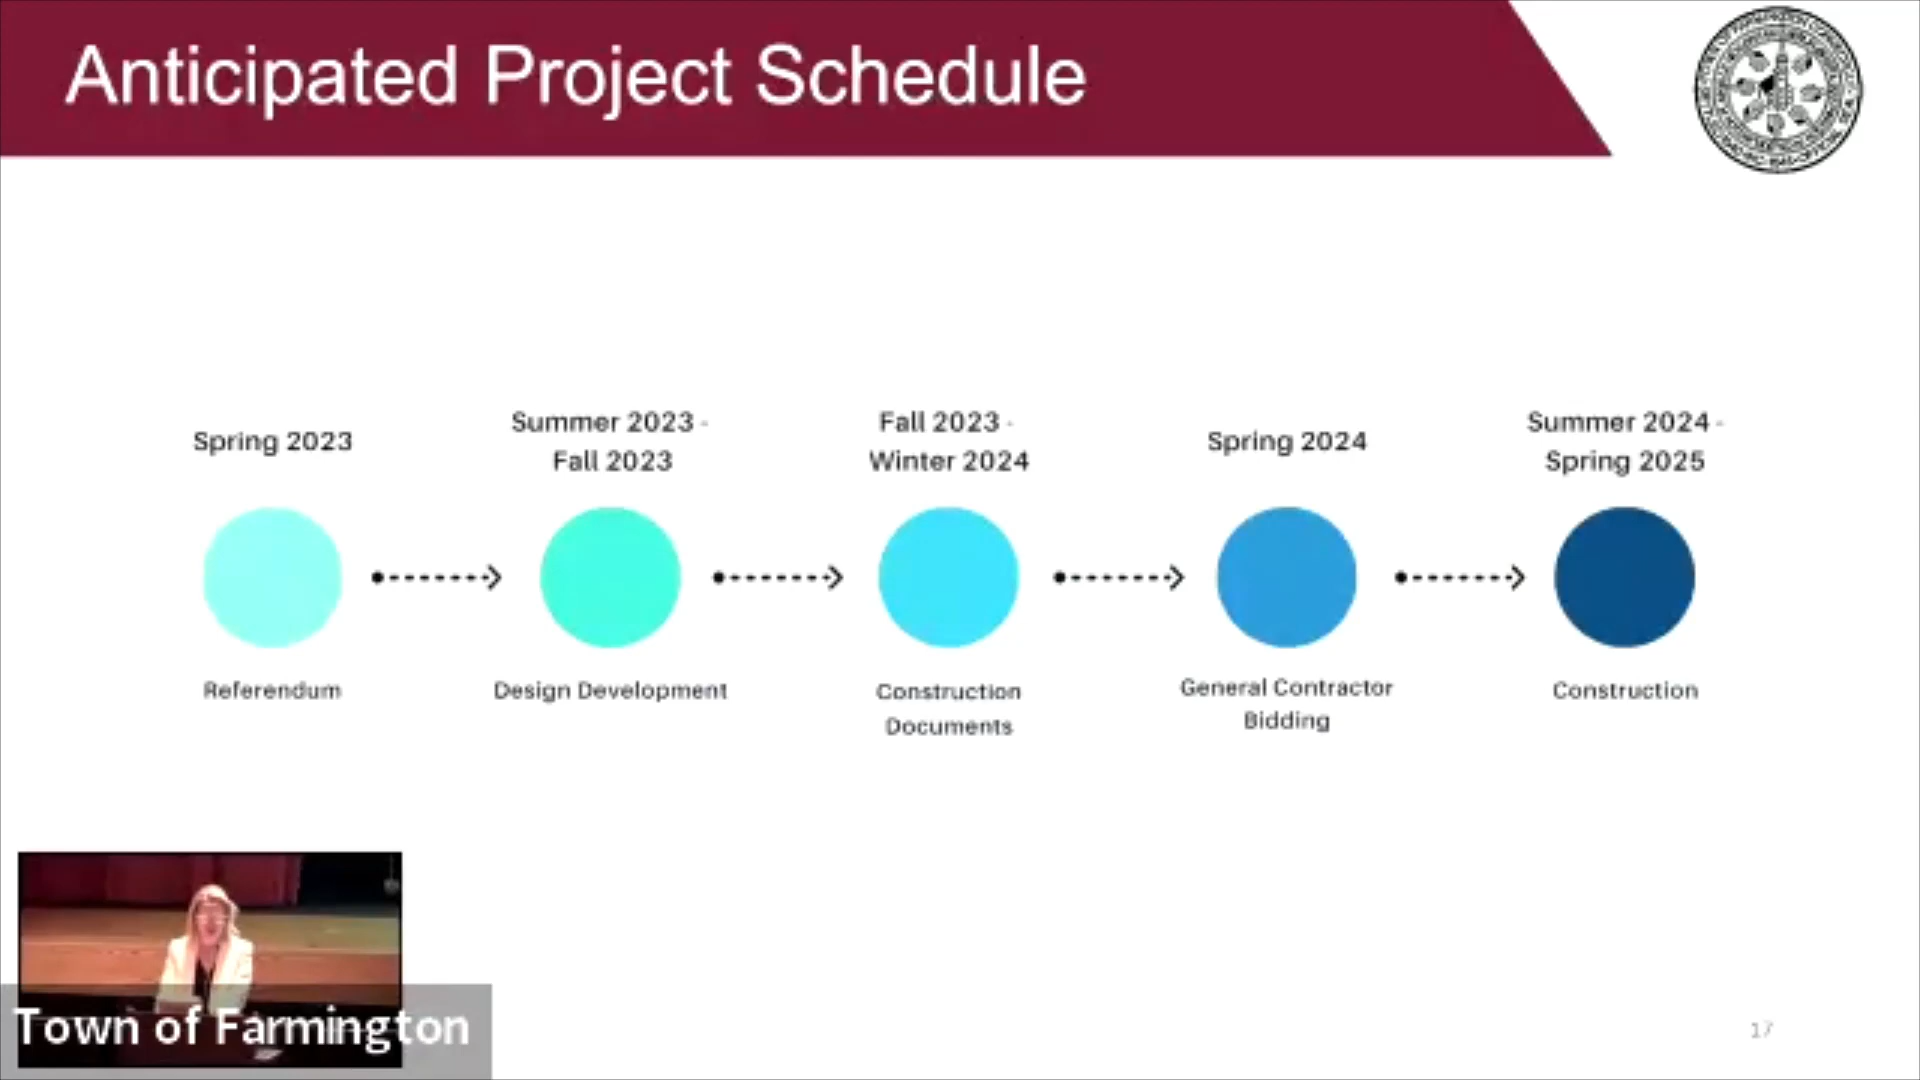 Anticipated Project Schedule
Spring 2023
Summer 2023 -
Fall 2023
Fall 2023 -
Winter 2024
Spring 2024
Summer 2024 -
Spring 2025
Referendum
Design Development
Construction
Documents
General Contractor
Bidding
Construction
Town of Farmington
17